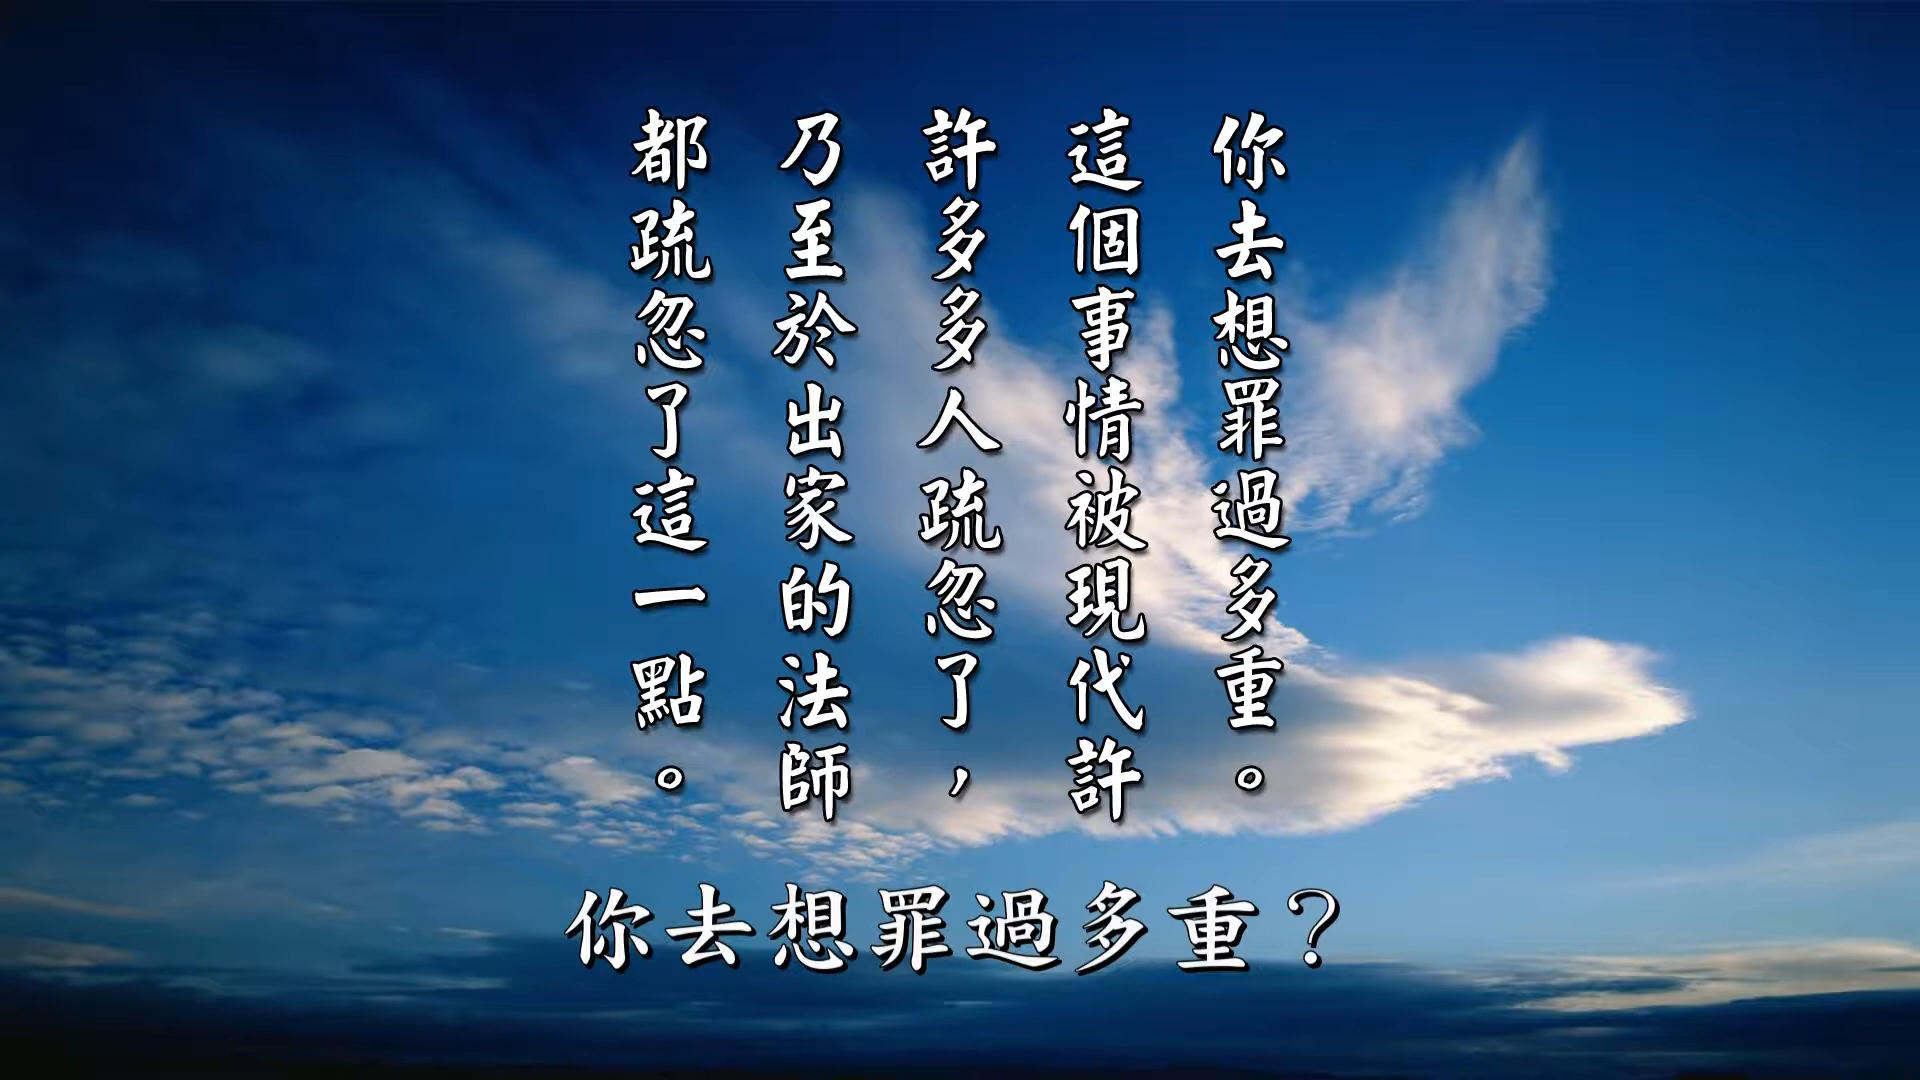 你去想罪過多重。
這個事情被現代許
許多多人疏忽了，
乃至於出家的法師
都疏忽了這一點。
你去想罪過多重？